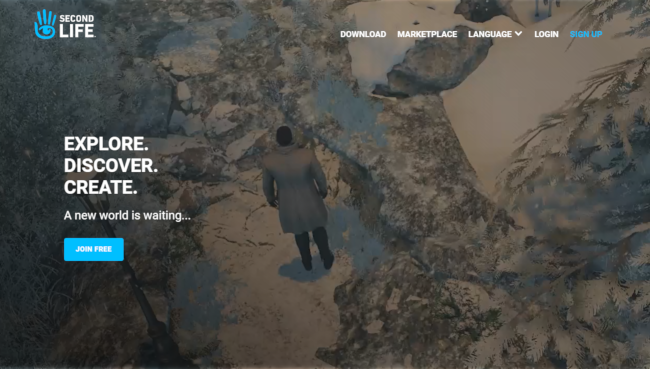 SECOND
LIFE
DOWNLOAD MARKETPLACE LANGUAGE LOGIN SIGN UP
EXPLORE.
DISCOVER.
CREATE.
A new world is waiting...
JOIN FREE